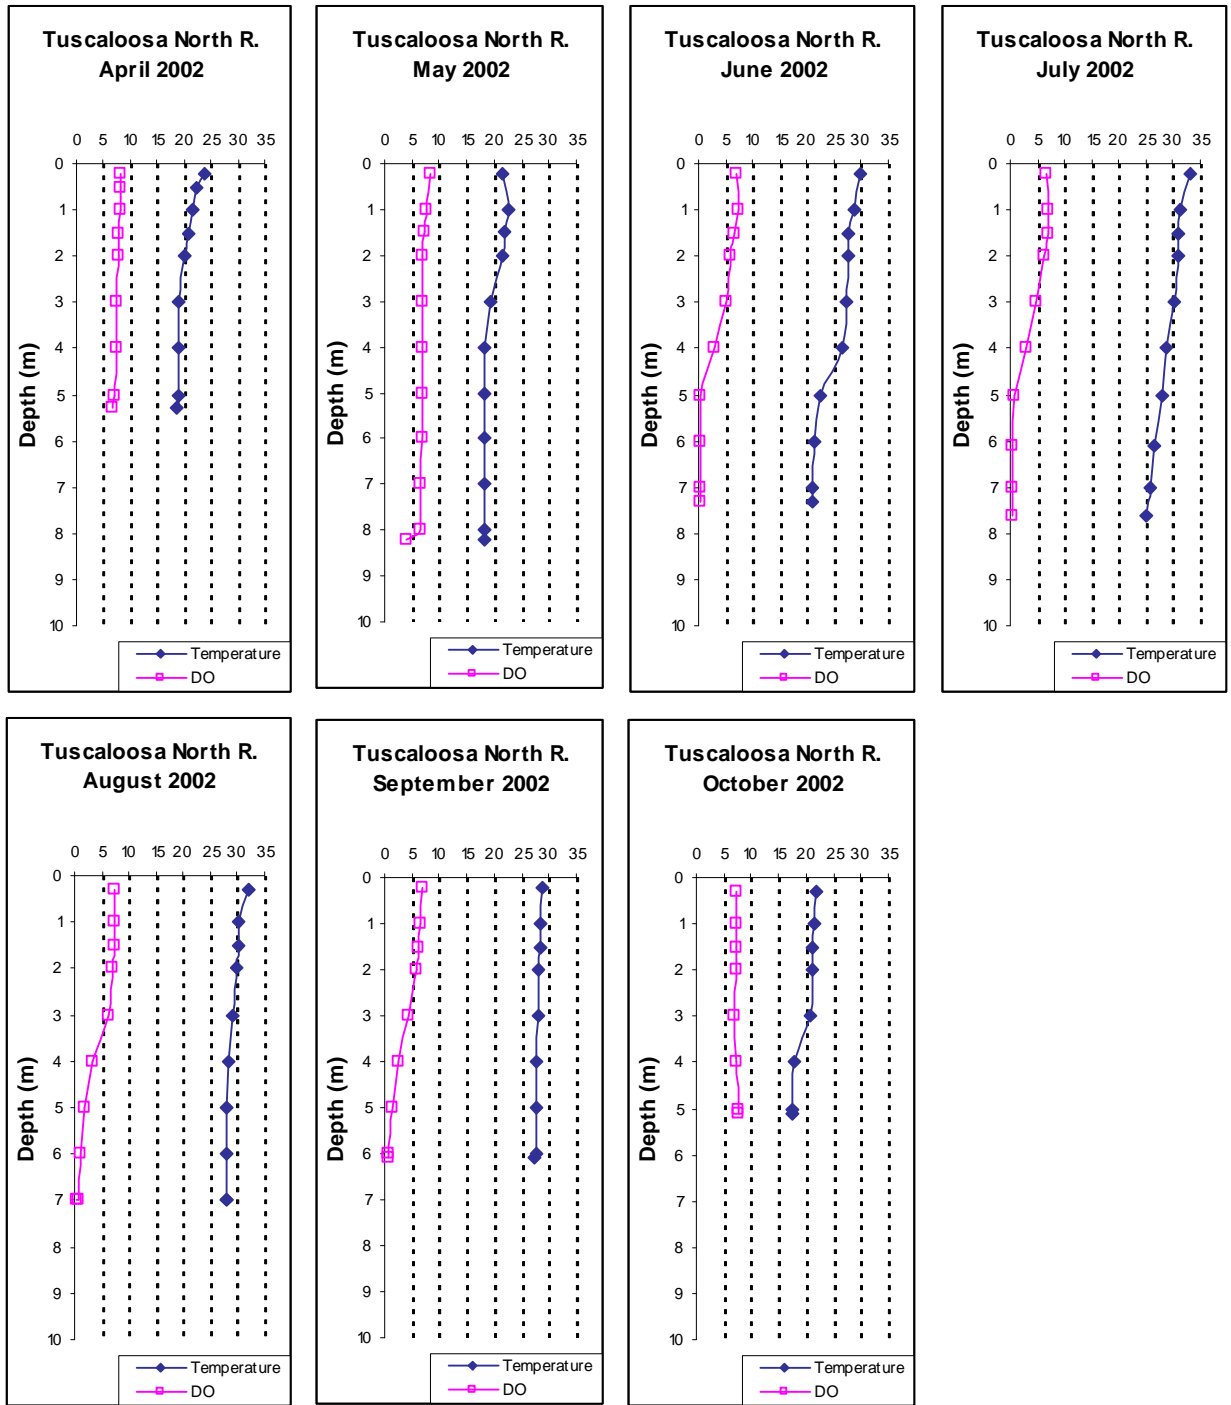 Tuscaloosa North R.
April 2002
0 5 10 15 20 25 30 35
0
1
2
3
4
5
6
7
8
9
10
Depth (m)
Temperature
DO
Tuscaloosa North R.
May 2002
0 5 10 15 20 25 30 35
0
1
2
3
4
5
6
7
8
9
10
Depth (m)
Temperature
DO
Tuscaloosa North R.
June 2002
0 5 10 15 20 25 30 35
0
1
2
3
4
5
6
7
8
9
10
Depth (m)
Temperature
DO
Tuscaloosa North R.
July 2002
0 5 10 15 20 25 30 35
0
1
2
3
4
5
6
7
8
9
10
Depth (m)
Temperature
DO
Tuscaloosa North R.
August 2002
0 5 10 15 20 25 30 35
0
1
2
3
4
5
6
7
8
9
10
Depth (m)
Temperature
DO
Tuscaloosa North R.
September 2002
0 5 10 15 20 25 30 35
0
1
2
3
4
5
6
7
8
9
10
Depth (m)
Temperature
DO
Tuscaloosa North R.
October 2002
0 5 10 15 20 25 30 35
0
1
2
3
4
5
6
7
8
9
10
Depth (m)
Temperature
DO